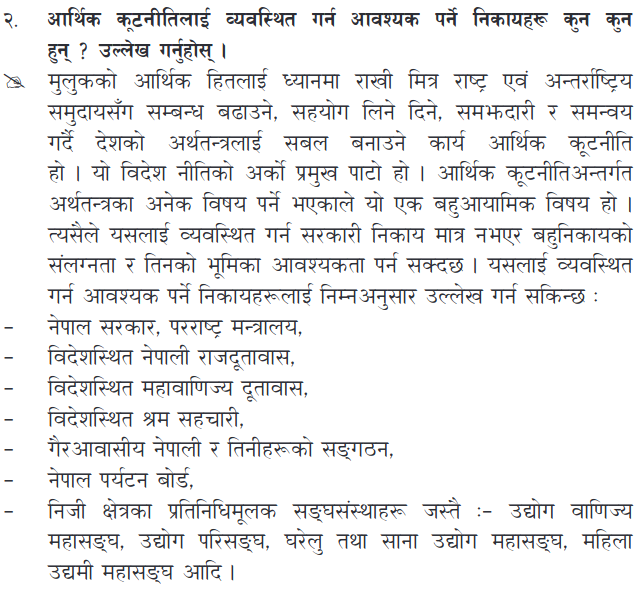 २. आर्थिक कूटनीतिलाई व्यवस्थित गर्न आवश्यक पर्ने निकायहरू कुन कुन
हुन् ? उल्लेख गर्नुहोस् ।
मुलुकको आर्थिक हितलाई ध्यानमा राखी मित्र राष्ट्र एवं अन्तर्राष्ट्रिय
समुदायसँग सम्बन्ध बढाउने, सहयोग लिने दिने, समझदारी र समन्वय
गर्दै देशको अर्थतन्त्रलाई सबल बनाउने कार्य आर्थिक कूटनीति
हो । यो विदेश नीतिको अर्को प्रमुख पाटो हो । आर्थिक कूटनीतिअन्तर्गत
अर्थतन्त्रका अनेक विषय पर्ने भएकाले यो एक बहुआयामिक विषय हो ।
त्यसैले यसलाई व्यवस्थित गर्न सरकारी निकाय मात्र नभएर बहुनिकायको
संलग्नता र तिनको भूमिका आवश्यकता पर्न सक्दछ । यसलाई व्यवस्थित
गर्न आवश्यक पर्ने निकायहरूलाई निम्नअनुसार उल्लेख गर्न सकिन्छ :
– नेपाल सरकार, परराष्ट्र मन्त्रालय,
– विदेशस्थित नेपाली राजदूतावास,
– विदेशस्थित महावाणिज्य दूतावास,
– विदेशस्थित श्रम सहचारी,
– गैरआवासीय नेपाली र तिनीहरूको सङ्गठन,
– नेपाल पर्यटन बोर्ड,
– निजी क्षेत्रका प्रतिनिधिमूलक सङ्घसंस्थाहरू जस्तै :– उद्योग वाणिज्य
महासङ्घ, उद्योग परिसङ्घ, घरेलु तथा साना उद्योग महासङ्घ, महिला
उद्यमी महासङ्घ आदि ।